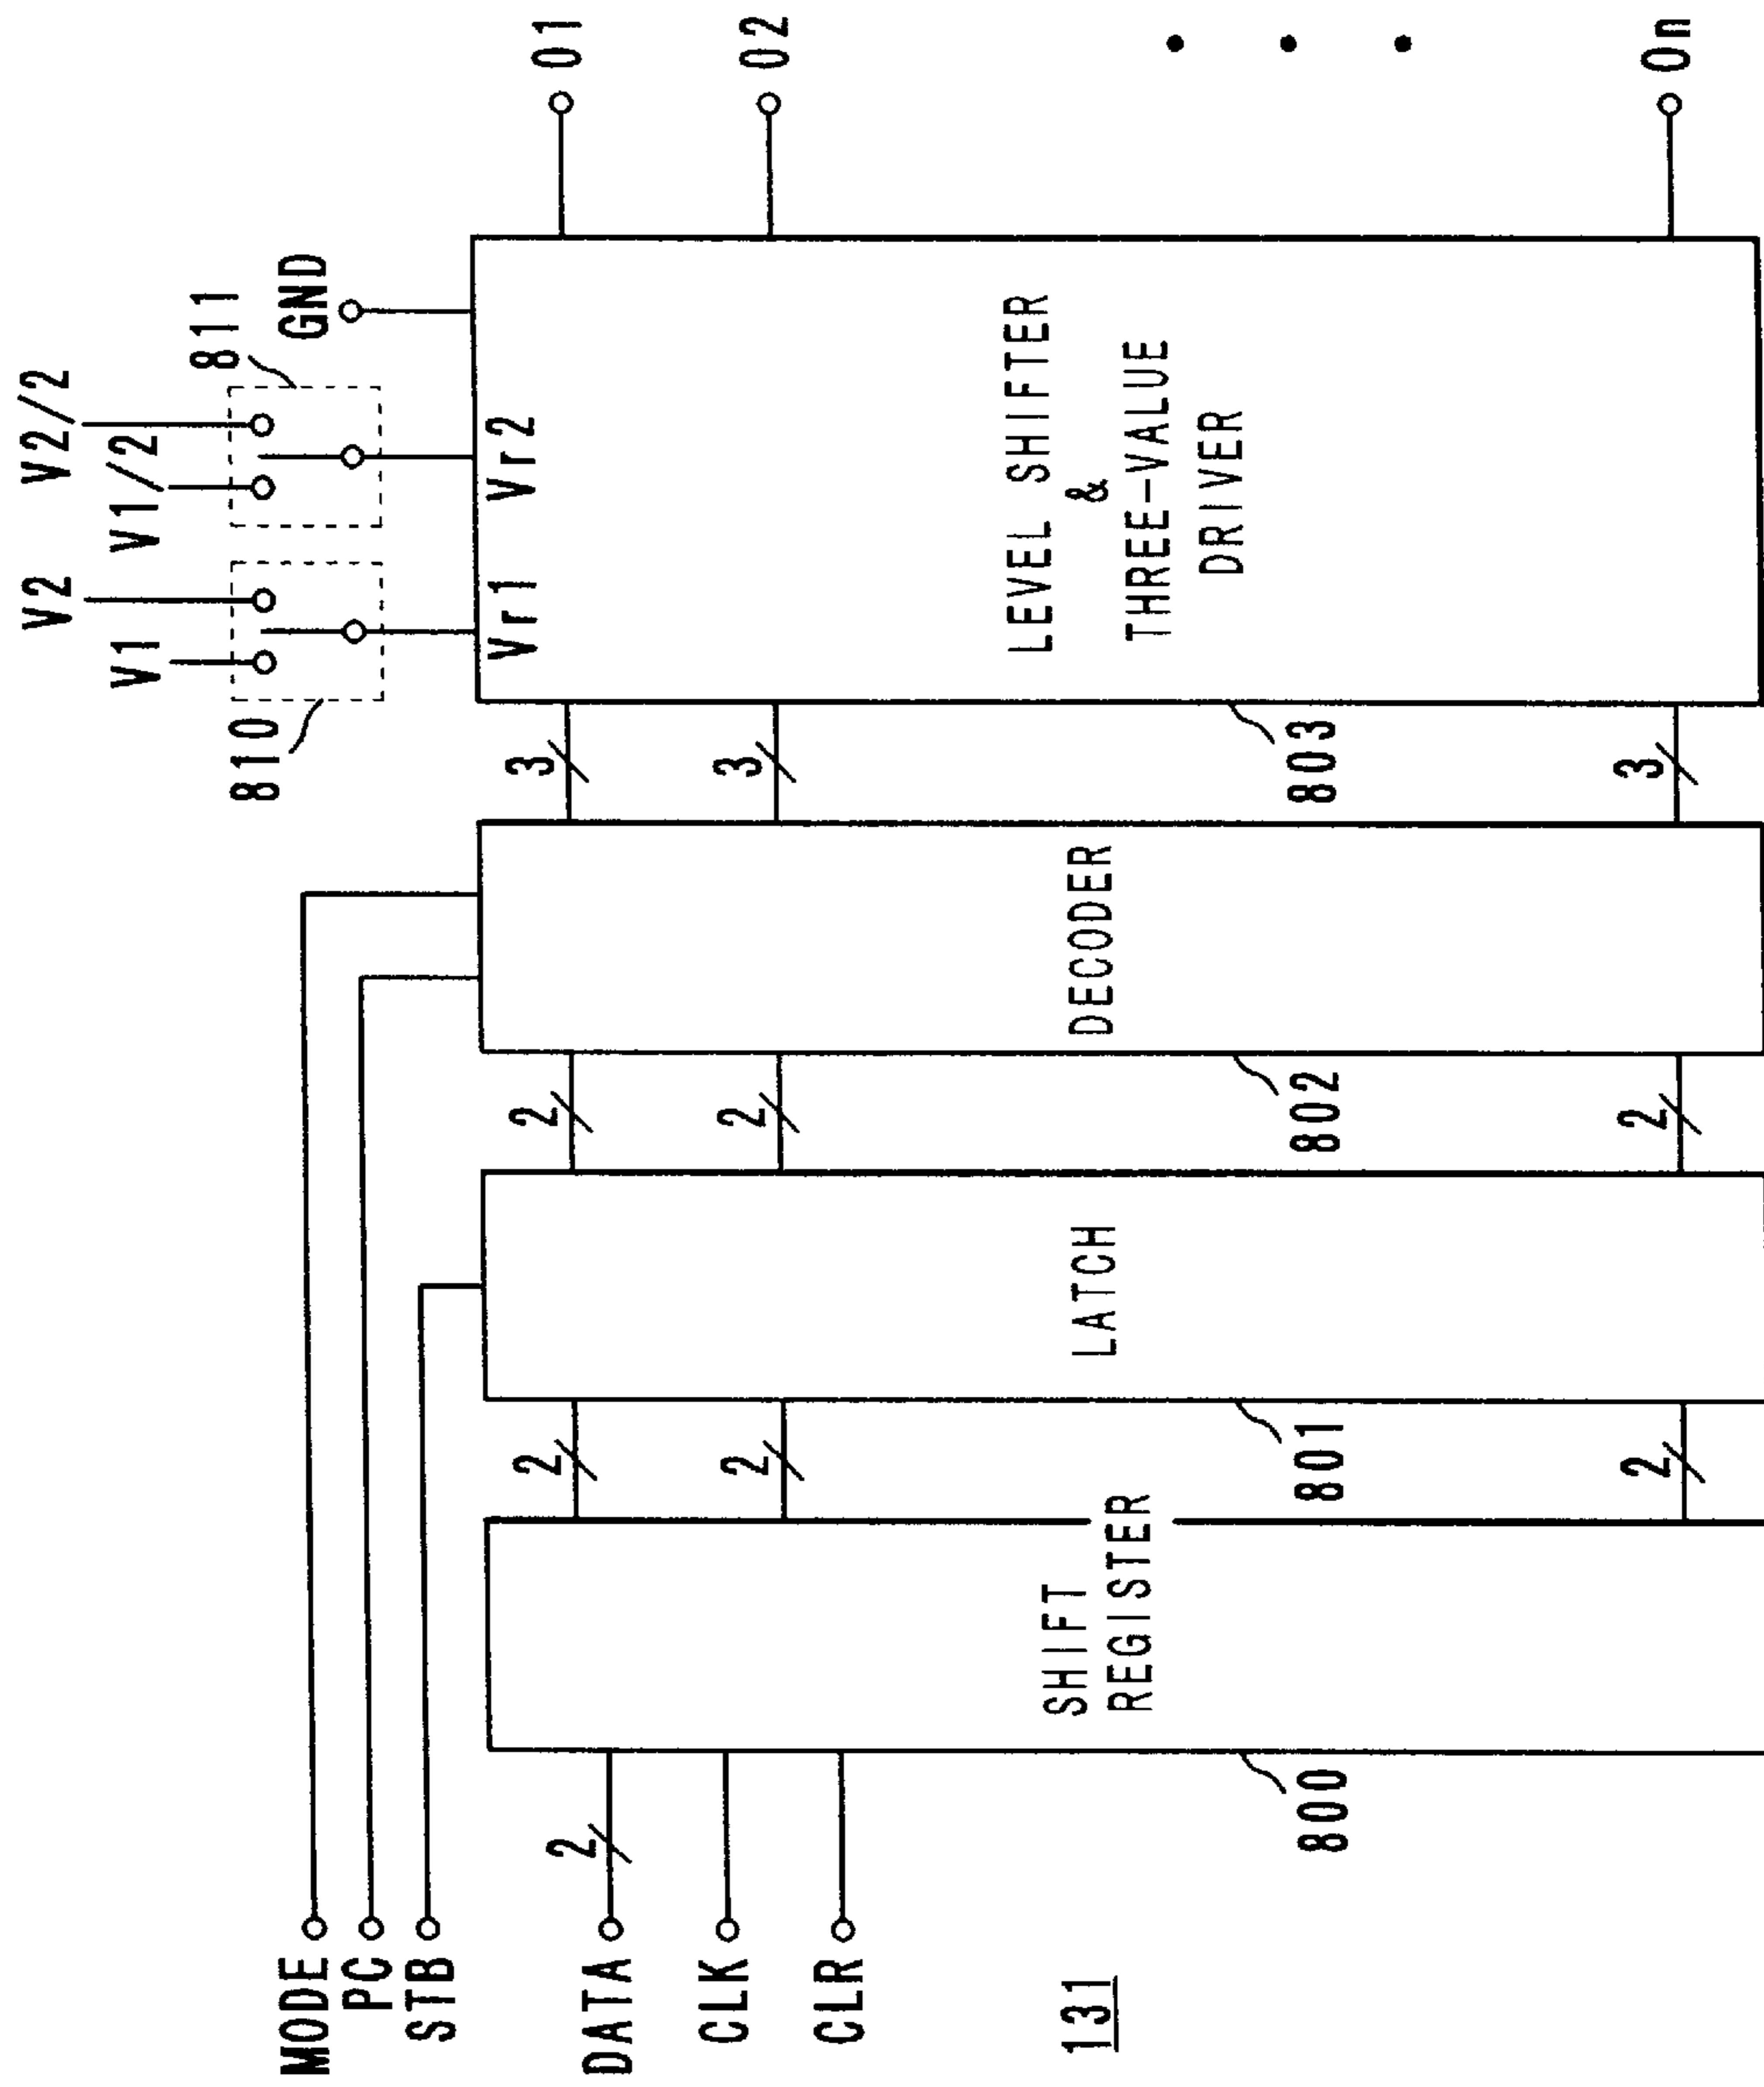 V2/2
V2
V1/2
V1
811
810
GND
Vr1
Vr2
MODE
PC
STB
DATA
CLK
CLR
2
2
2
2
2
2
2
3
3
3
SHIFT
REGISTER
LATCH
DECODER
LEVEL SHIFTER
&
THREE-VALUE
DRIVER
01
02
0n
800
801
802
803
131